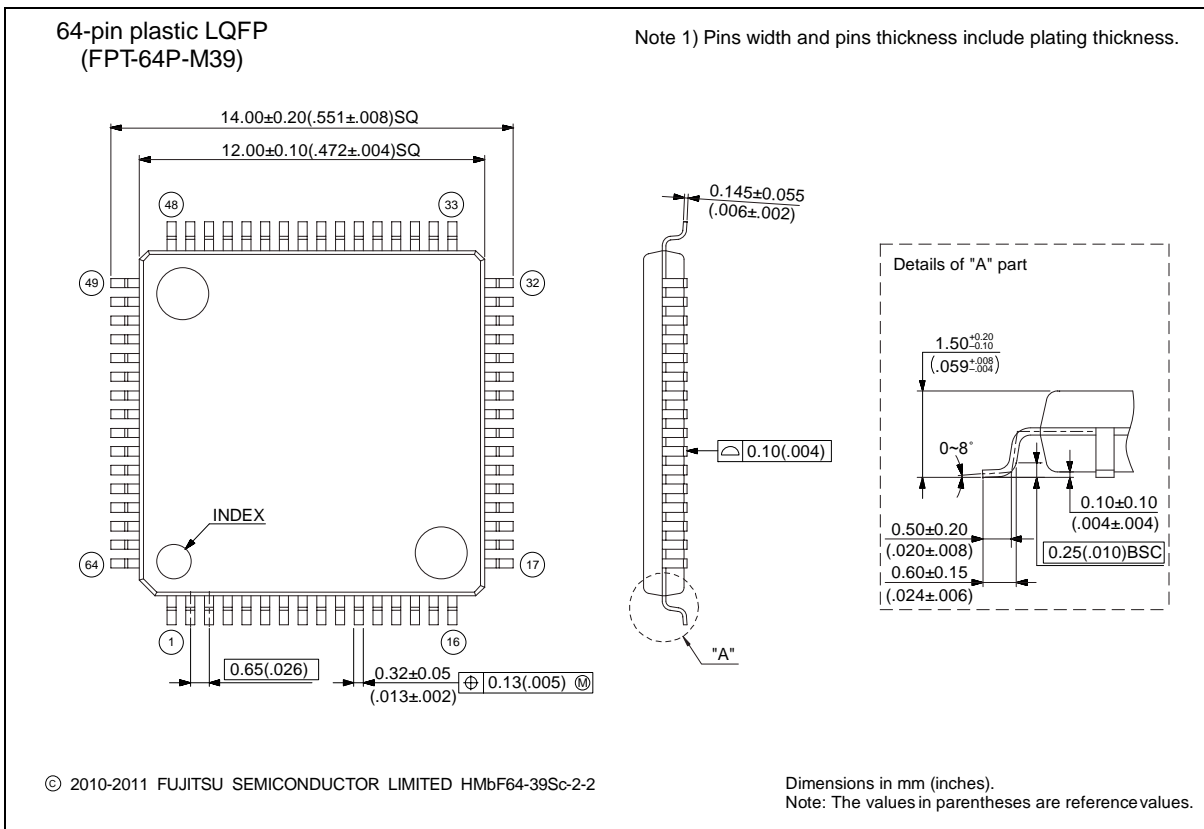 64-pin plastic LQFP
(FPT-64P-M39)
Note 1) Pins width and pins thickness include plating thickness.
14.00±0.20(.551±.008)SQ
12.00±0.10(.472±.004)SQ
48
33
49
32
INDEX
64
17
1
16
0.65(.026)
0.32±0.05
(.013±.002)
⌖ 0.13(.005) Ⓜ
0.145±0.055
(.006±.002)
⌓ 0.10(.004)
"A"
Details of "A" part
1.50+0.20−0.10
(.059+.008−.004)
0~8°
0.50±0.20
(.020±.008)
0.60±0.15
(.024±.006)
0.10±0.10
(.004±.004)
0.25(.010)BSC
© 2010-2011 FUJITSU SEMICONDUCTOR LIMITED HMbF64-39Sc-2-2
Dimensions in mm (inches).
Note: The values in parentheses are reference values.